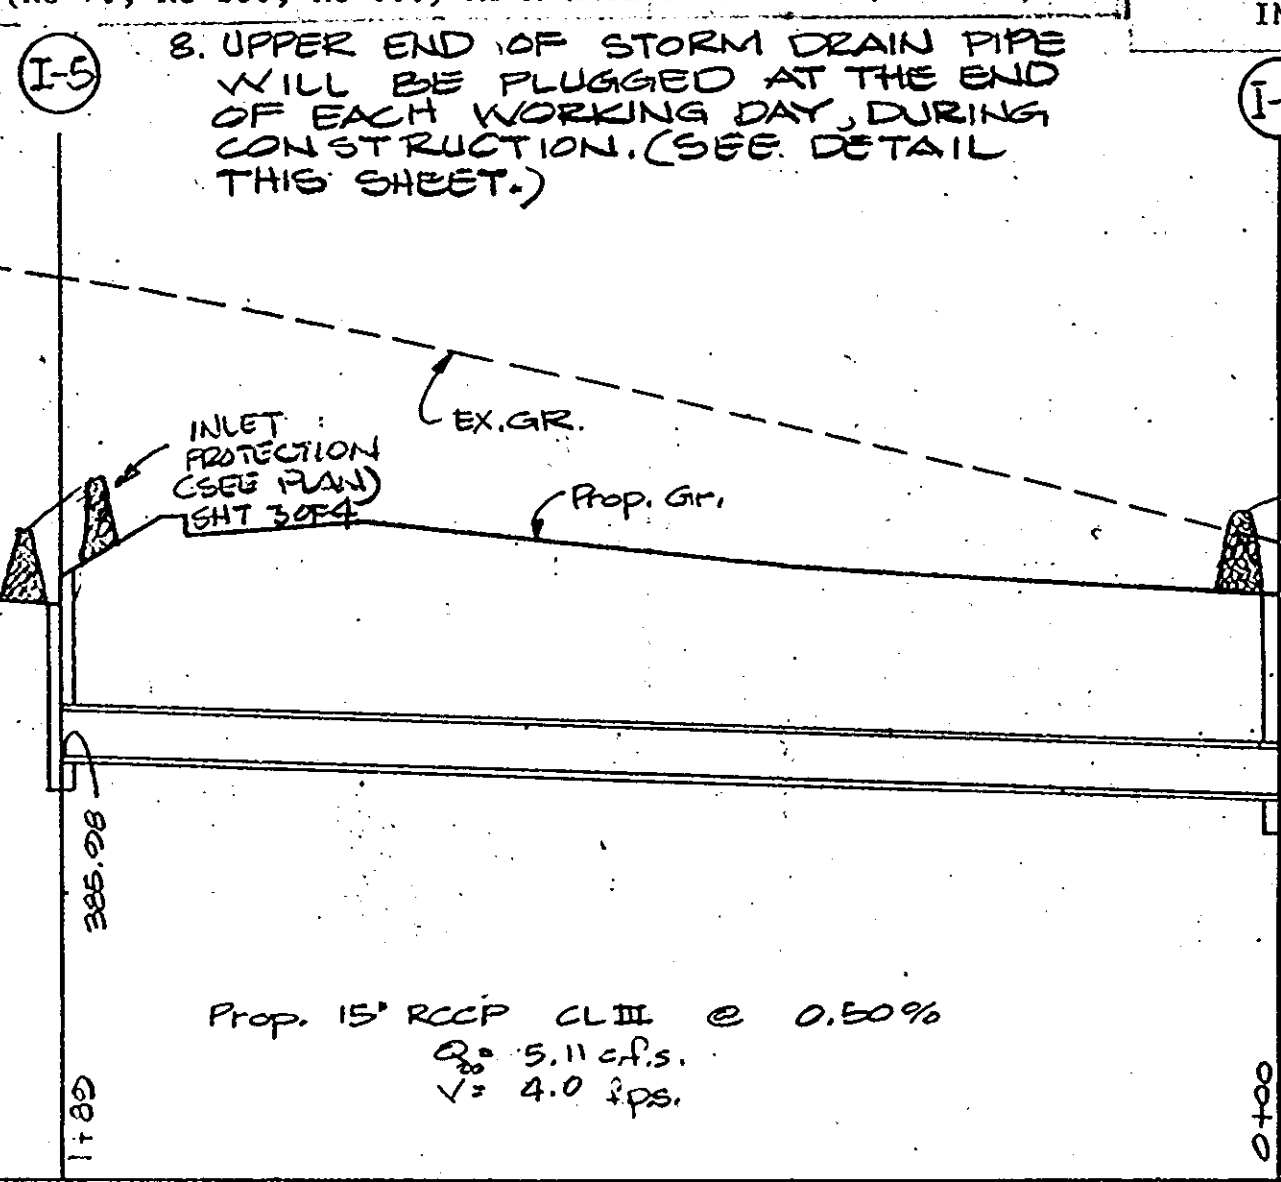 I-5
8. UPPER END OF STORM DRAIN PIPE
WILL BE PLUGGED AT THE END
OF EACH WORKING DAY, DURING
CONSTRUCTION. (SEE DETAIL
THIS SHEET.)
I-
EX. GR.
INLET
PROTECTION
(SEE PLAN)
SHT 3 OF 4
Prop. Gr.
385.98
Prop. 15" RCCP CL III @ 0.50%
5.11 c.f.s.
V= 4.0 fps.
1+89
0+00